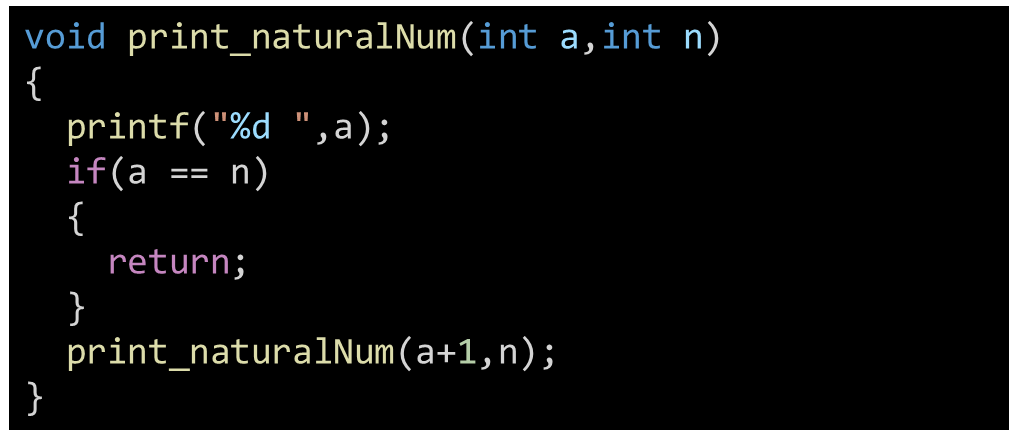 void print_naturalNum(int a,int n)
{
  printf("%d ",a);
  if(a == n)
  {
    return;
  }
  print_naturalNum(a+1,n);
}